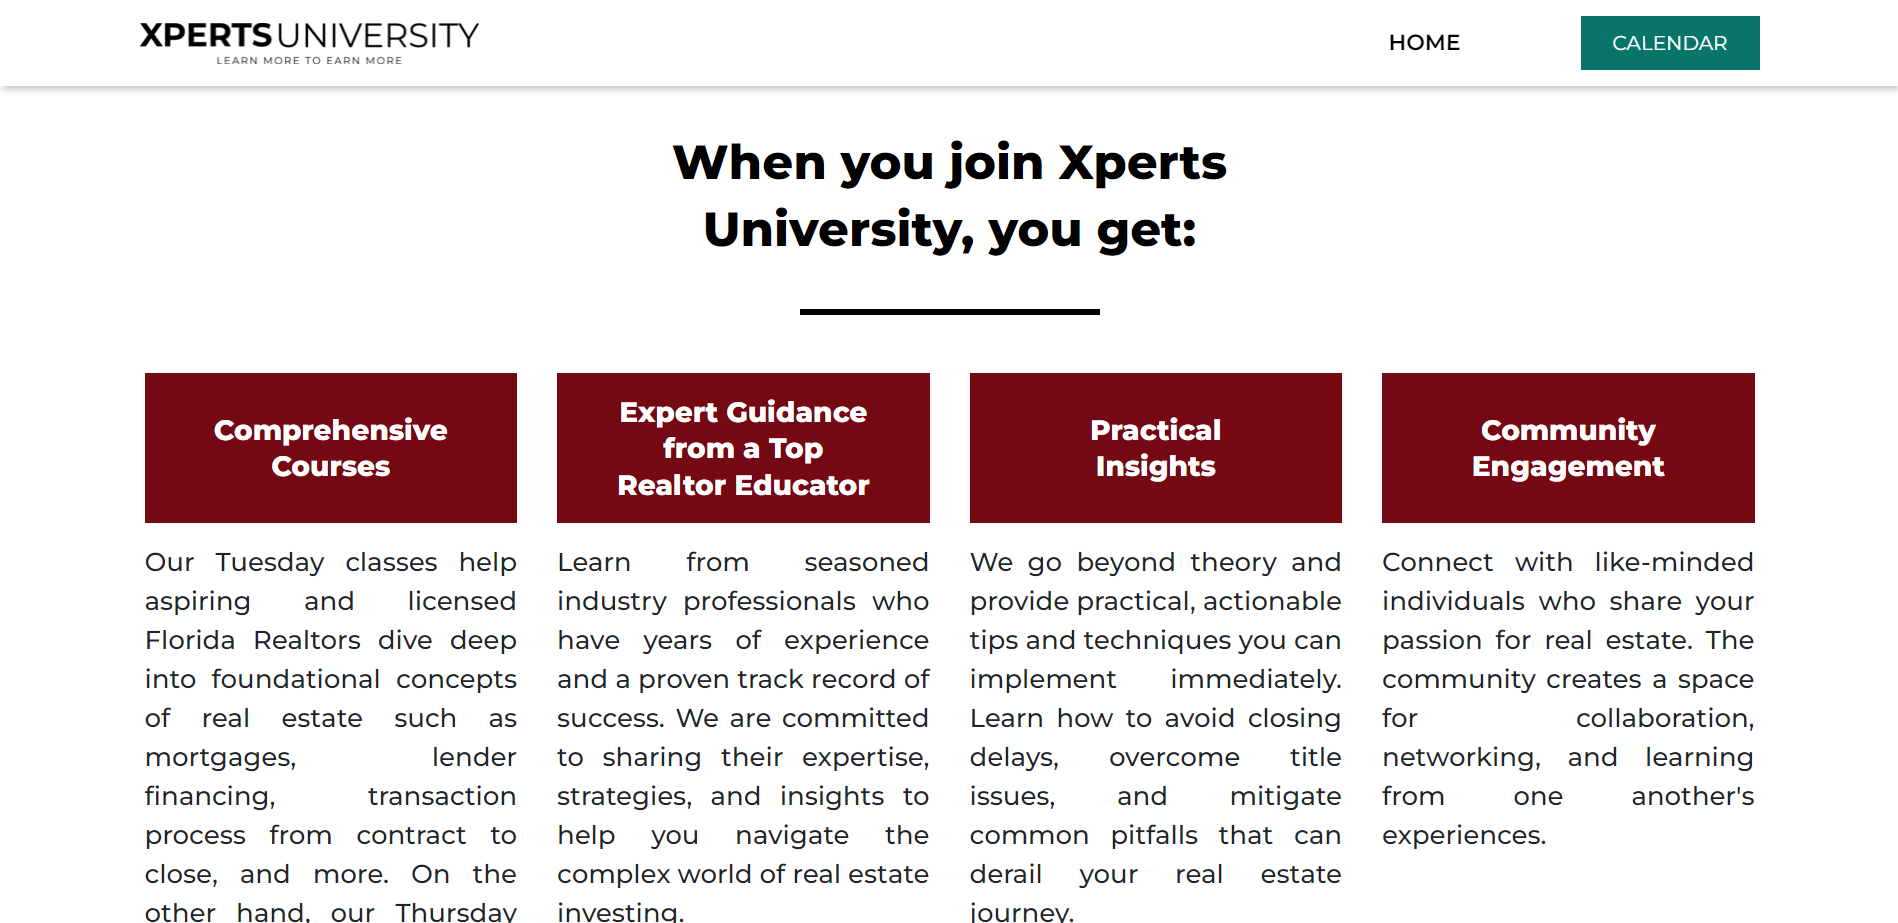 XPERTS UNIVERSITY
LEARN MORE TO EARN MORE
HOME
CALENDAR
When you join Xperts
University, you get:
Comprehensive
Courses
Our Tuesday classes help
aspiring and licensed
Florida Realtors dive deep
into foundational concepts
of real estate such as
mortgages, lender
financing, transaction
process from contract to
close, and more. On the
other hand, our Thursday
Expert Guidance
from a Top
Realtor Educator
Learn from seasoned
industry professionals who
have years of experience
and a proven track record of
success. We are committed
to sharing their expertise,
strategies, and insights to
help you navigate the
complex world of real estate
investing.
Practical
Insights
We go beyond theory and
provide practical, actionable
tips and techniques you can
implement immediately.
Learn how to avoid closing
delays, overcome title
issues, and mitigate
common pitfalls that can
derail your real estate
journey.
Community
Engagement
Connect with like-minded
individuals who share your
passion for real estate. The
community creates a space
for collaboration,
networking, and learning
from one another's
experiences.